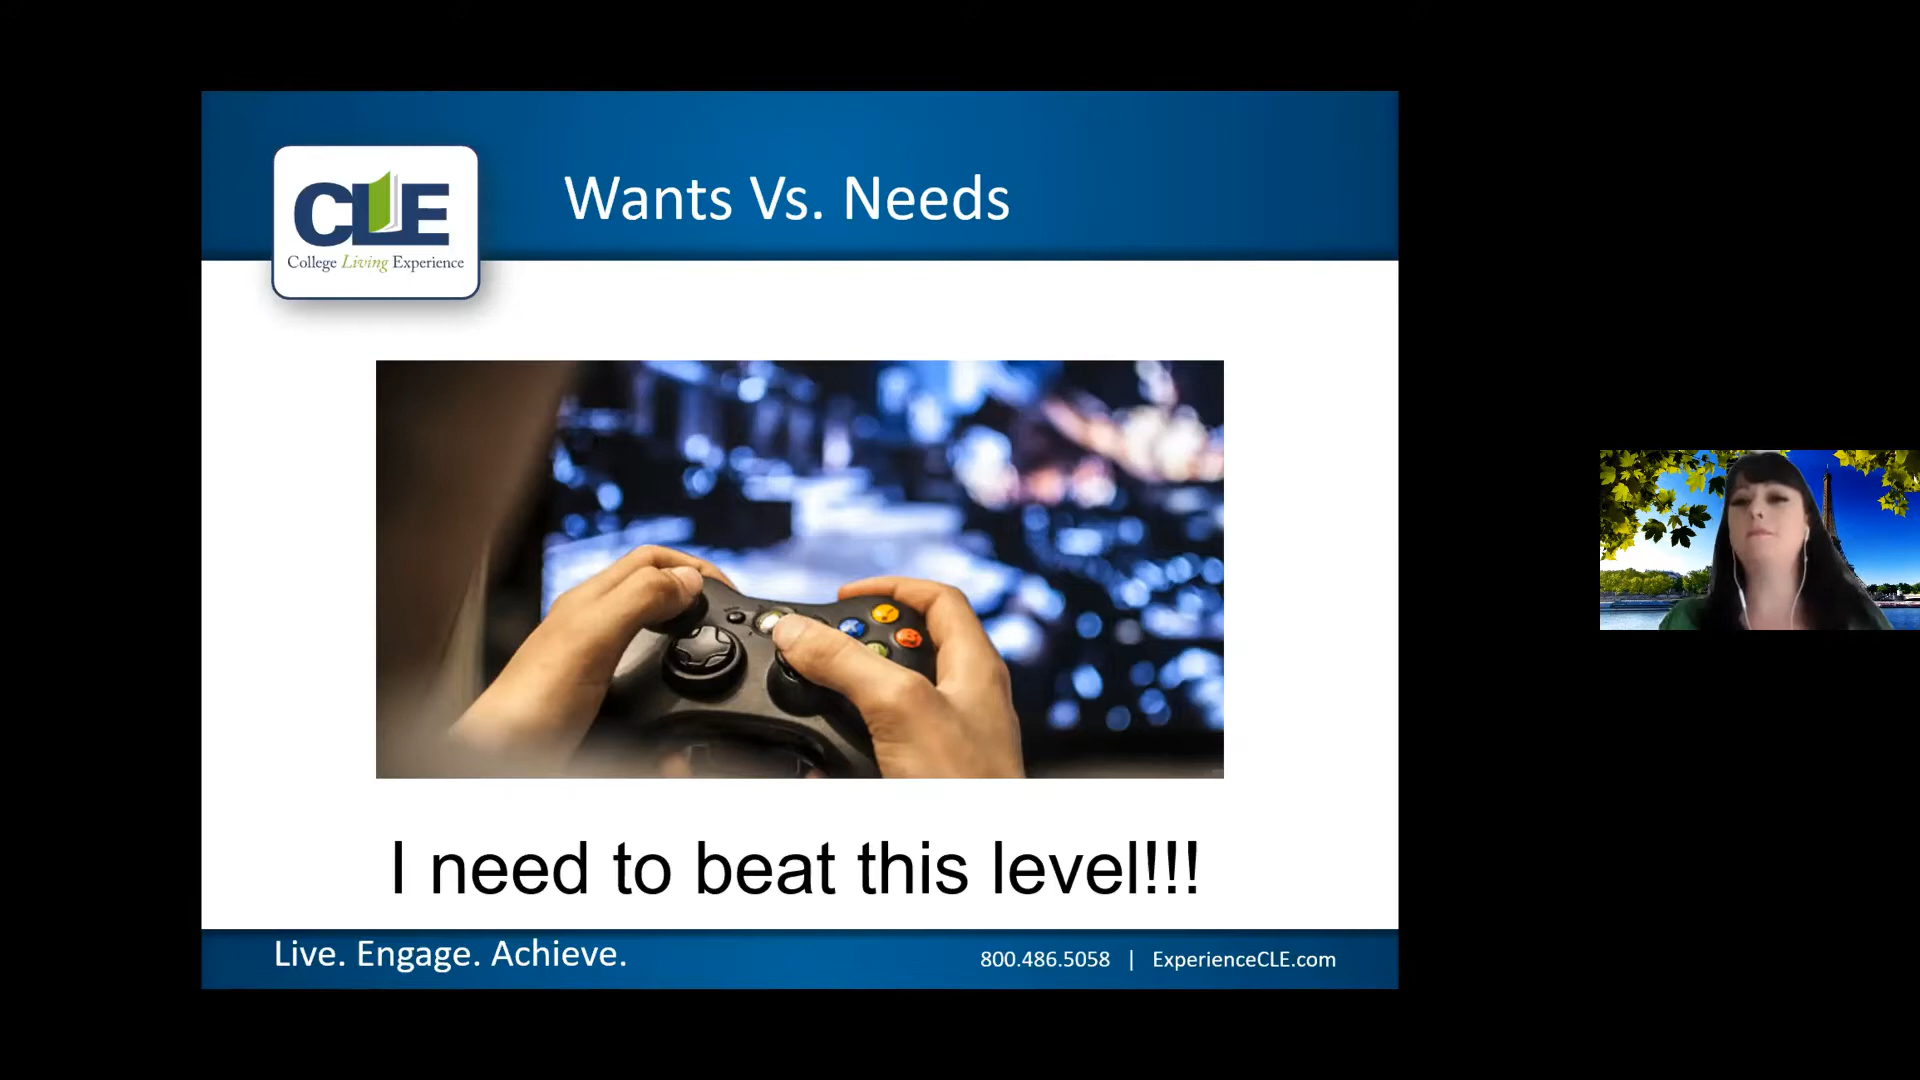 CLE
College Living Experience
Wants Vs. Needs
I need to beat this level!!!
Live. Engage. Achieve.
800.486.5058 | ExperienceCLE.com